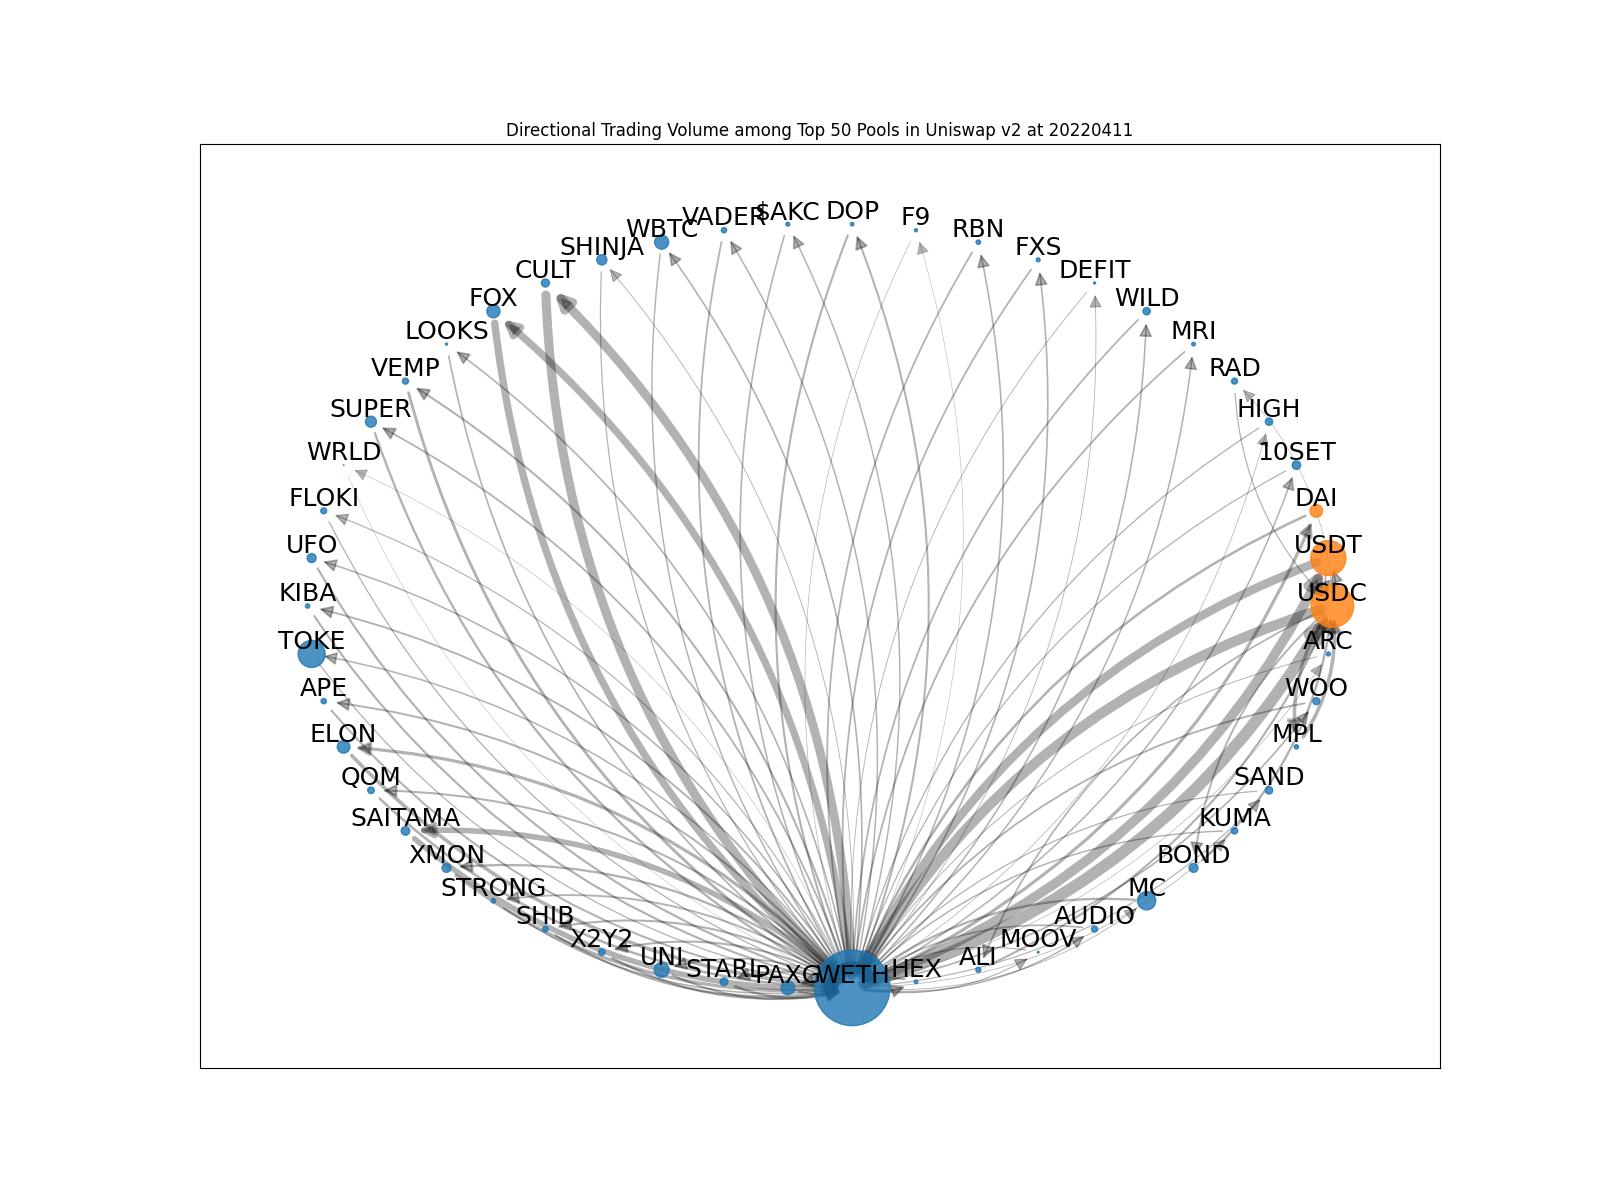 Directional Trading Volume among Top 50 Pools in Uniswap v2 at 20220411
VADER
$AKC
DOP
F9
WBTC
RBN
SHINJA
FXS
CULT
DEFIT
FOX
WILD
LOOKS
MRI
VEMP
RAD
SUPER
HIGH
WRLD
10SET
FLOKI
DAI
UFO
USDT
KIBA
USDC
TOKE
ARC
APE
WOO
ELON
MPL
QOM
SAND
SAITAMA
KUMA
XMON
BOND
STRONG
MC
SHIB
AUDIO
X2Y2
MOOV
UNI
ALI
STARL
HEX
PAXG
WETH